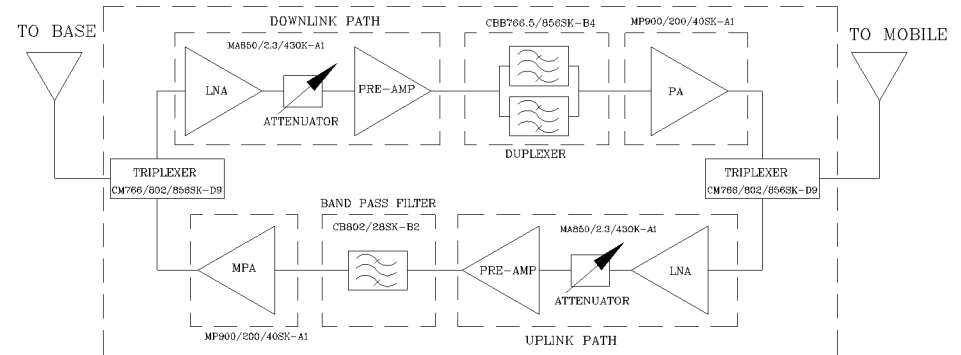 DOWNLINK PATH
CBB766.5/856SK-B4
MP900/200/40SK-A1
TO BASE
TO MOBILE
MA850/2.3/430K-A1
LNA
PRE-AMP
PA
ATTENUATOR
DUPLEXER
TRIPLEXER
CM766/802/856SK-D9
TRIPLEXER
CM766/802/856SK-D9
BAND PASS FILTER
CB802/28SK-B2
MA850/2.3/430K-A1
MPA
PRE-AMP
LNA
ATTENUATOR
MP900/200/40SK-A1
UPLINK PATH